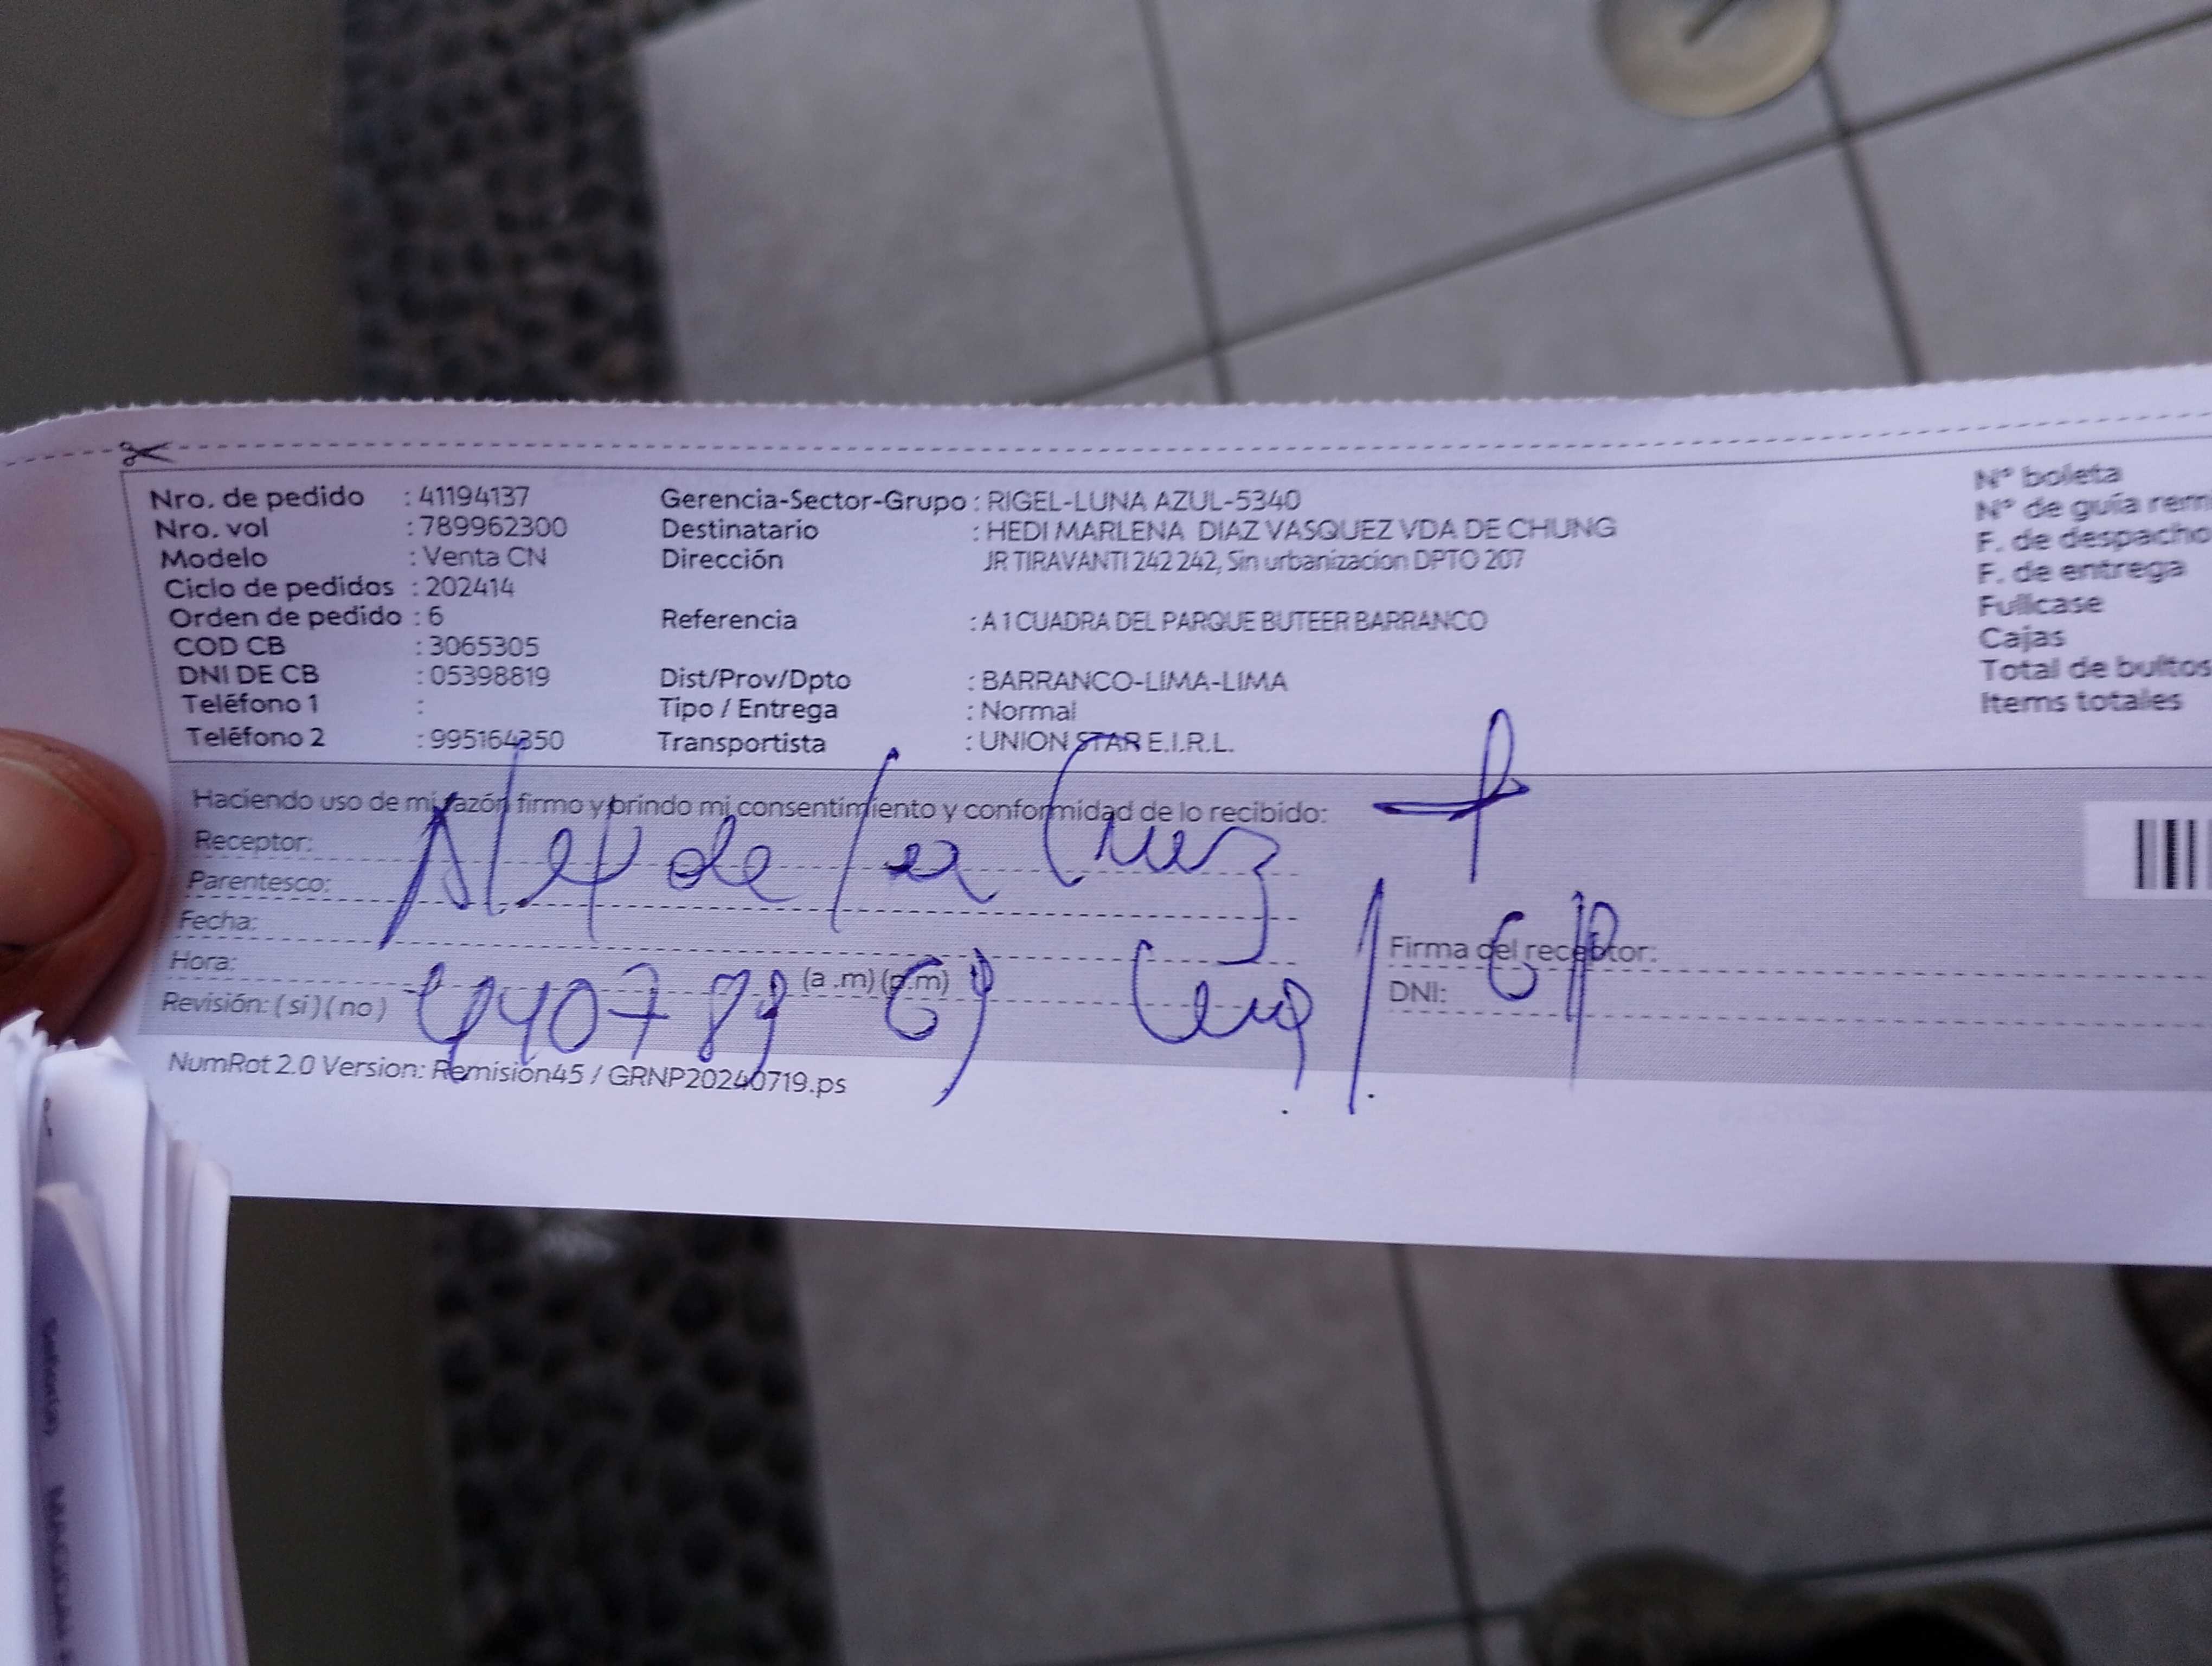 Nro. de pedido : 41194137
Nro. vol : 789962300
Modelo : Venta CN
Ciclo de pedidos : 202414
Orden de pedido : 6
COD CB : 3065305
DNI DE CB : 05398819
Teléfono 1 :
Teléfono 2 : 995164350
Gerencia-Sector-Grupo : RIGEL-LUNA AZUL-5340
Destinatario : HEDI MARLENA DIAZ VASQUEZ VDA DE CHUNG
Dirección JR TIRAVANTI 242 242, Sin urbanizacion DPTO 207
Referencia : A 1 CUADRA DEL PARQUE BUTEER BARRANCO
Dist/Prov/Dpto : BARRANCO-LIMA-LIMA
Tipo / Entrega : Normal
Transportista : UNION STAR E.I.R.L.
N° boleta
N° de guía remi
F. de despacho
F. de entrega
Fullcase
Cajas
Total de bultos
Items totales
Haciendo uso de mi razón firmo y brindo mi consentimiento y conformidad de lo recibido:
Receptor: Alex de la Cruz
Parentesco:
Fecha:
Hora: (a .m) (p.m)
Revisión: ( si ) ( no )
Firma del receptor:
DNI:
NumRot 2.0 Version: Remisión45 / GRNP20240719.ps